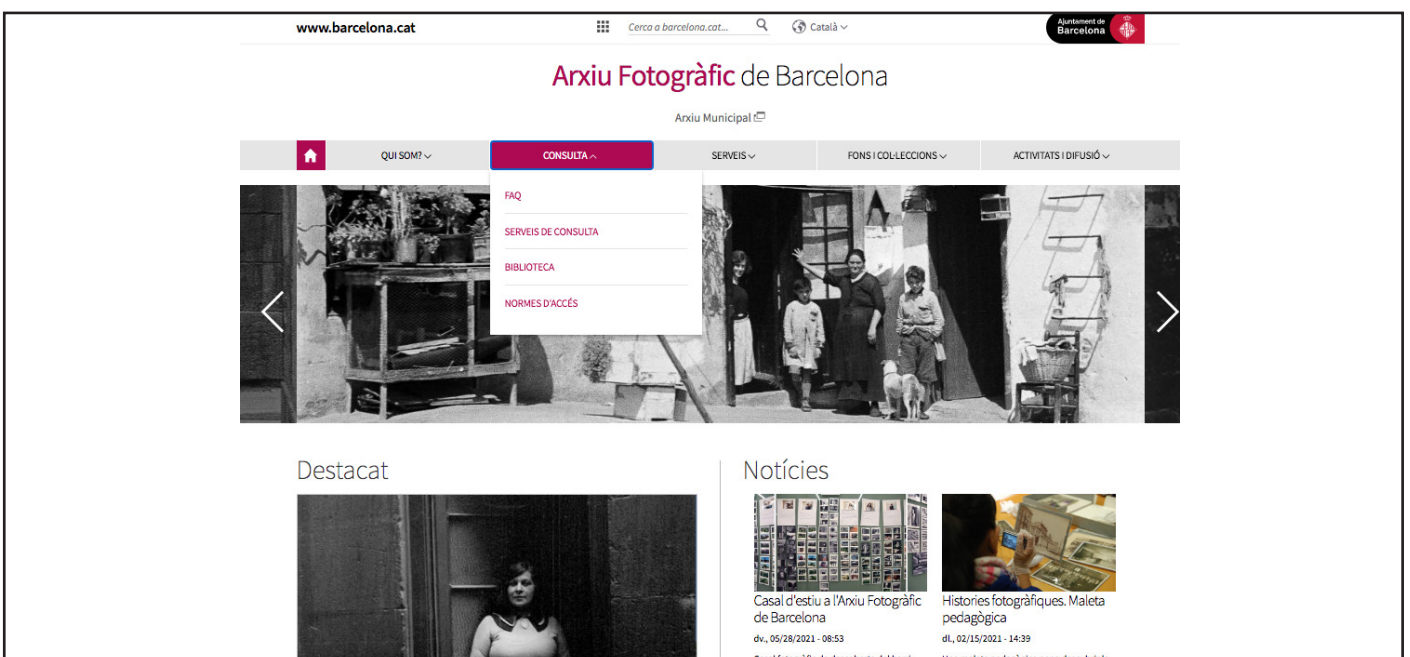 www.barcelona.cat
Cerca a barcelona.cat...
Català
Ajuntament de
Barcelona
Arxiu Fotogràfic de Barcelona
Arxiu Municipal
QUI SOM?
CONSULTA
SERVEIS
FONS I COL·LECCIONS
ACTIVITATS I DIFUSIÓ
FAQ
SERVEIS DE CONSULTA
BIBLIOTECA
NORMES D'ACCÉS
Destacat
Notícies
Casal d'estiu a l'Arxiu Fotogràfic
de Barcelona
dv., 05/28/2021 - 08:53
Histories fotogràfiques. Maleta
pedagògica
dl., 02/15/2021 - 14:39